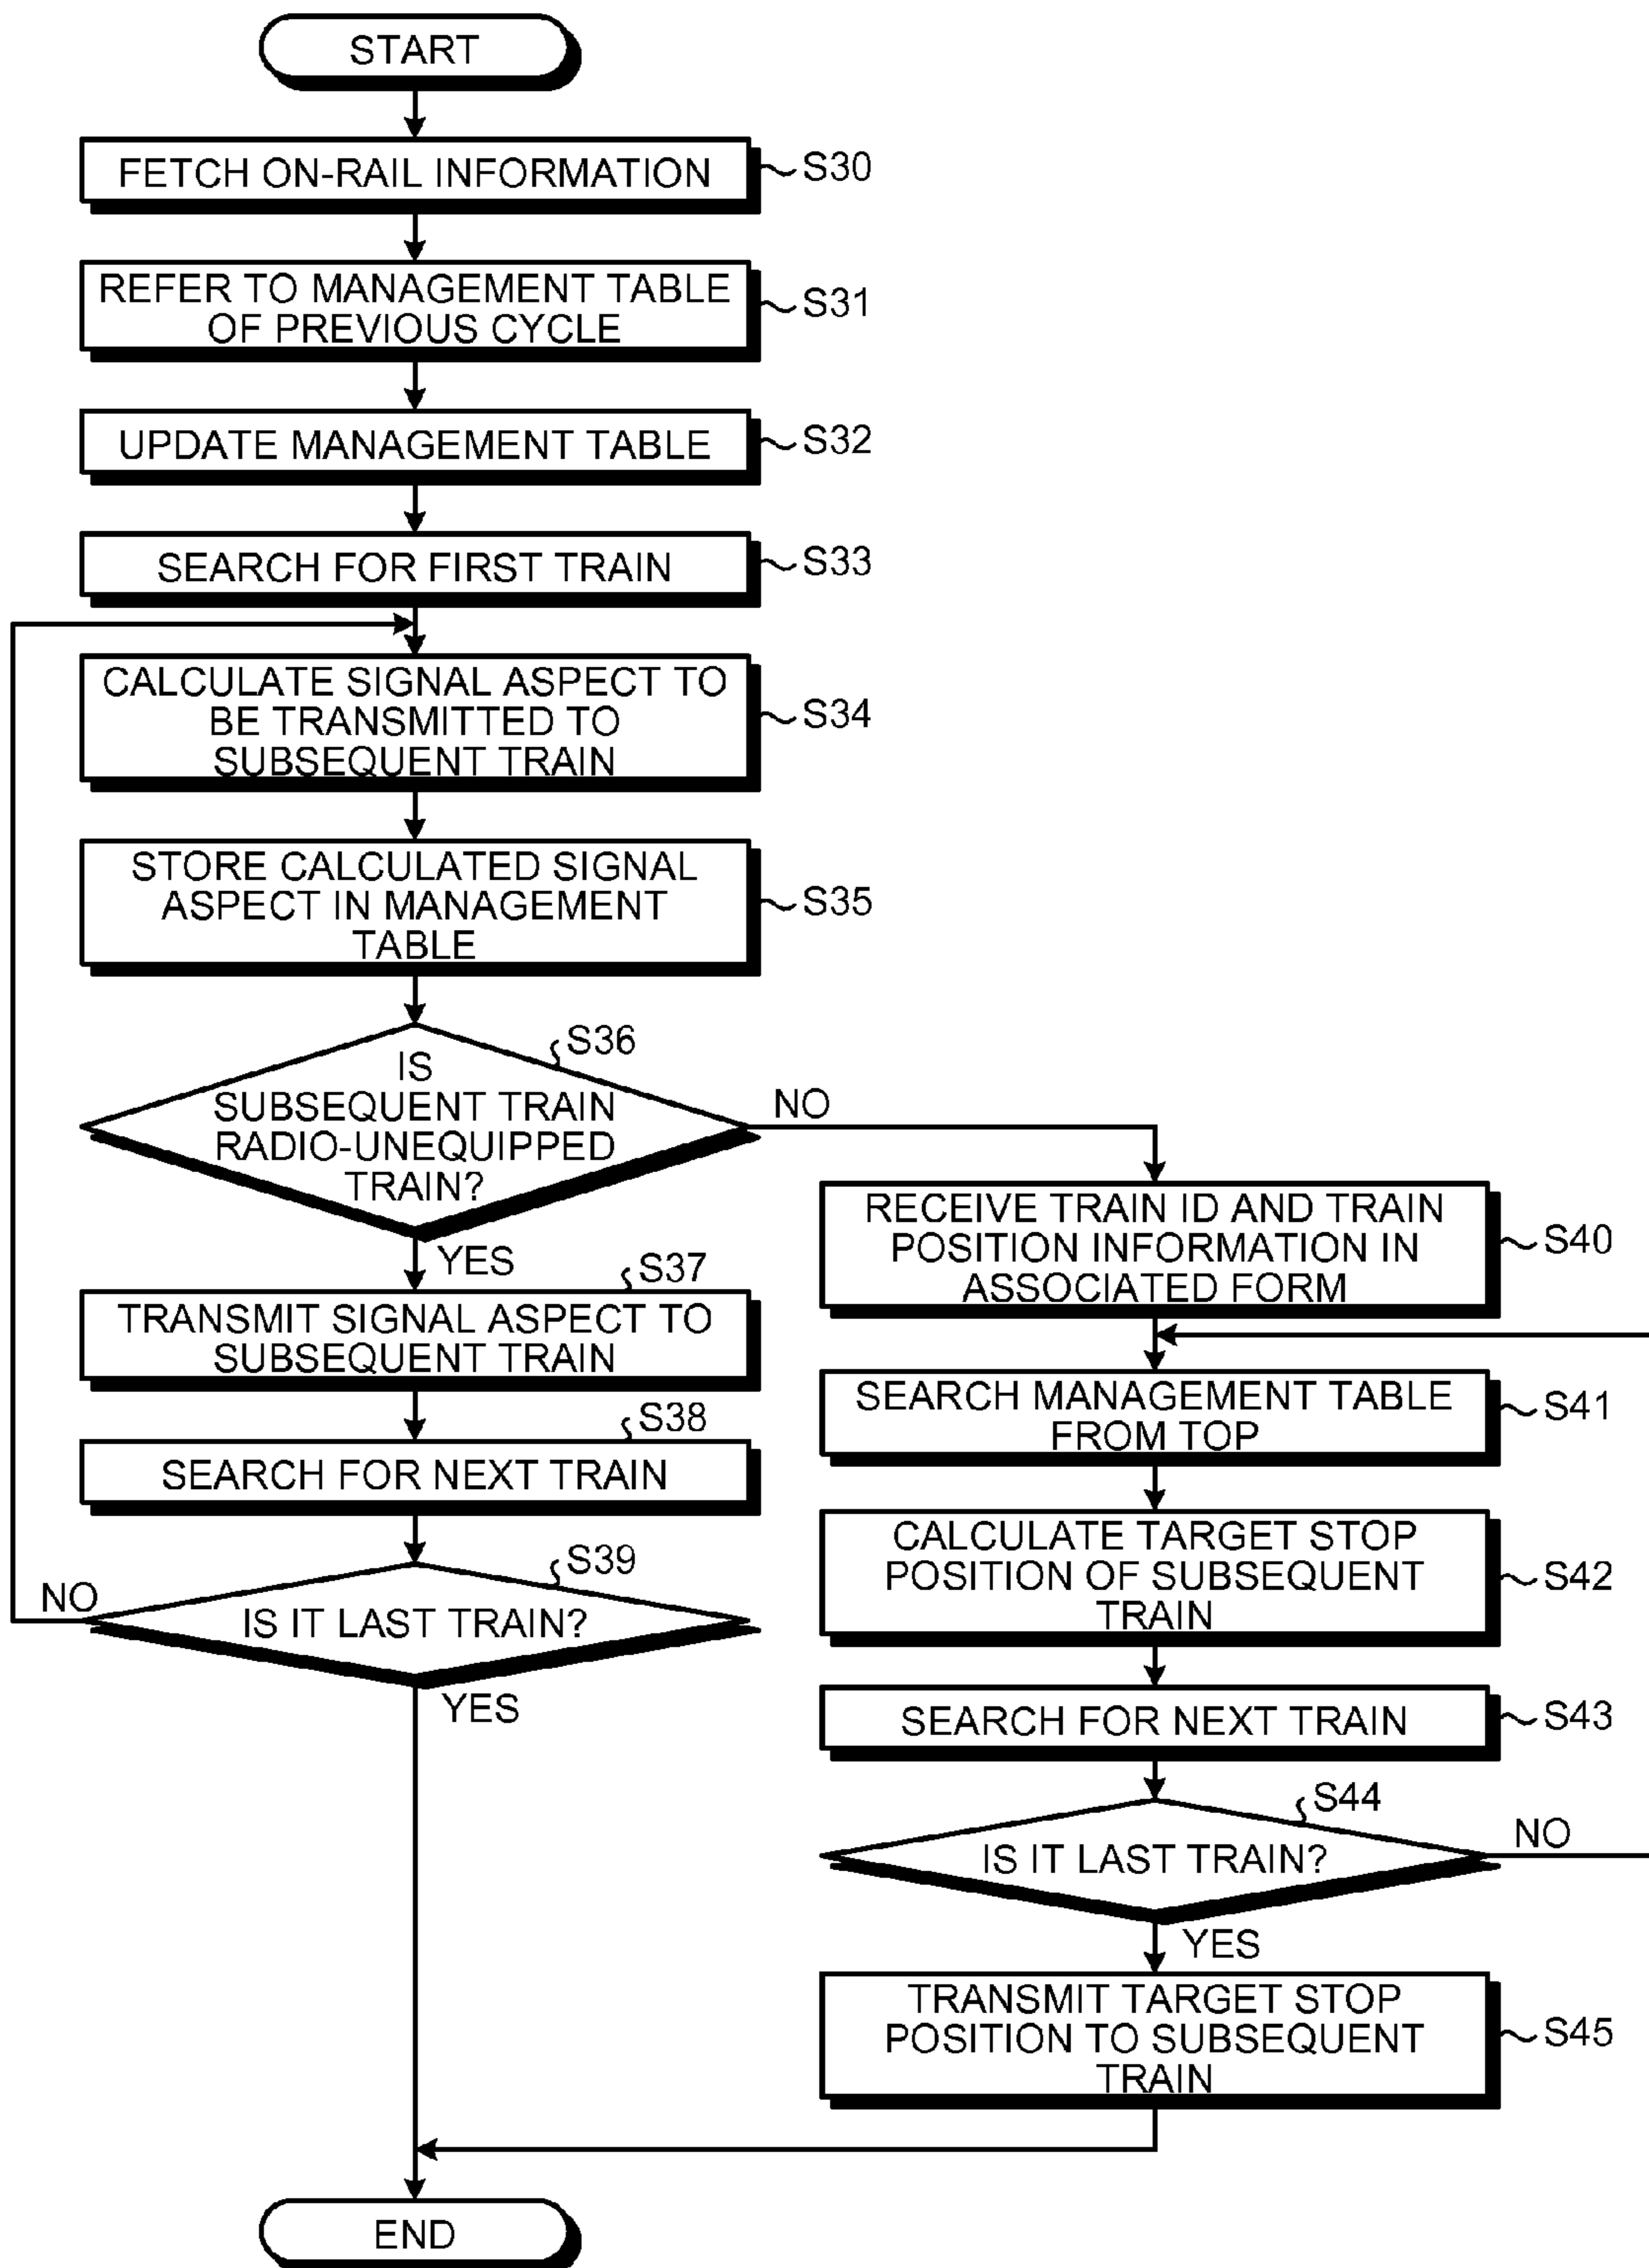 START
FETCH ON-RAIL INFORMATION
S30
REFER TO MANAGEMENT TABLE
OF PREVIOUS CYCLE
S31
UPDATE MANAGEMENT TABLE
S32
SEARCH FOR FIRST TRAIN
S33
CALCULATE SIGNAL ASPECT TO
BE TRANSMITTED TO
SUBSEQUENT TRAIN
S34
STORE CALCULATED SIGNAL
ASPECT IN MANAGEMENT
TABLE
S35
S36
IS
SUBSEQUENT TRAIN
RADIO-UNEQUIPPED
TRAIN?
NO
YES
S37
TRANSMIT SIGNAL ASPECT TO
SUBSEQUENT TRAIN
S38
SEARCH FOR NEXT TRAIN
S39
NO
IS IT LAST TRAIN?
YES
RECEIVE TRAIN ID AND TRAIN
POSITION INFORMATION IN
ASSOCIATED FORM
S40
SEARCH MANAGEMENT TABLE
FROM TOP
S41
CALCULATE TARGET STOP
POSITION OF SUBSEQUENT
TRAIN
S42
SEARCH FOR NEXT TRAIN
S43
S44
IS IT LAST TRAIN?
NO
YES
TRANSMIT TARGET STOP
POSITION TO SUBSEQUENT
TRAIN
S45
END